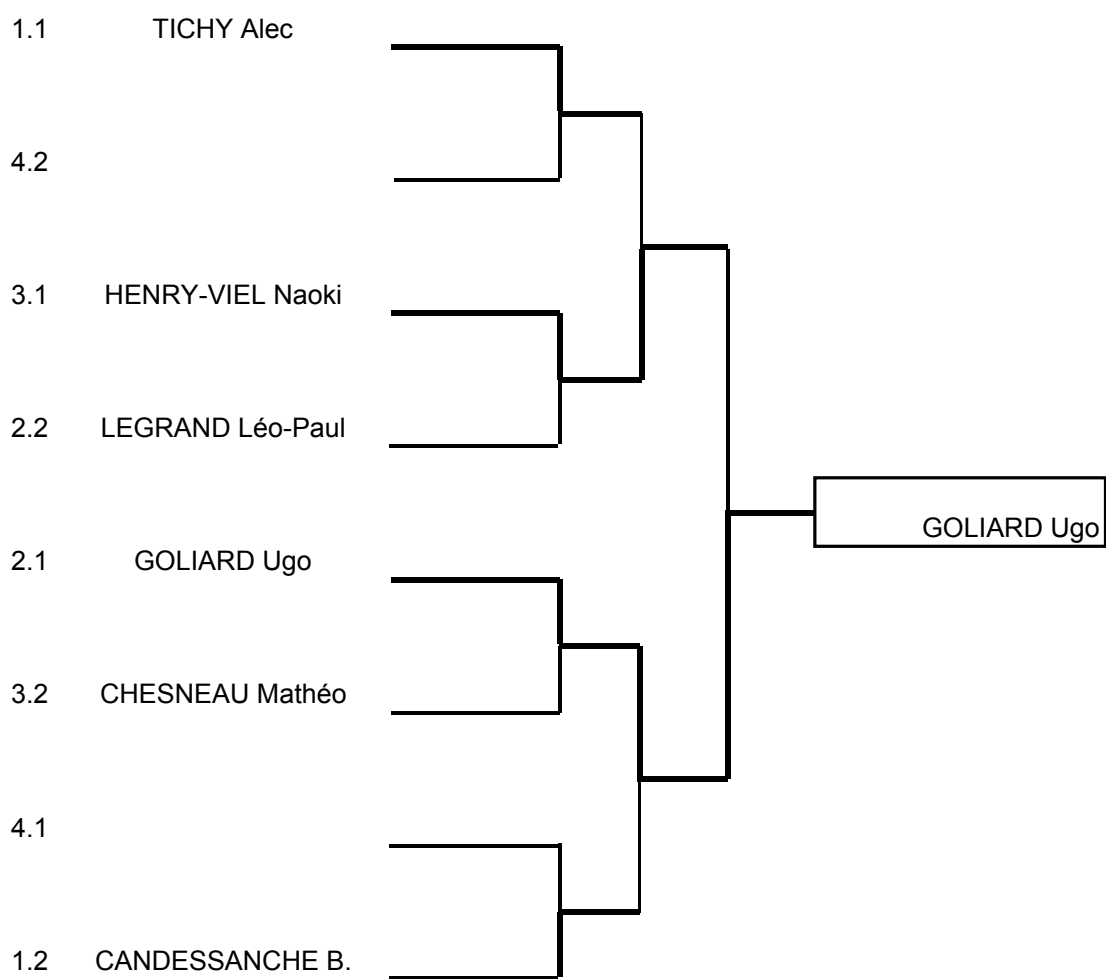 1.1 TICHY Alec
4.2
3.1 HENRY-VIEL Naoki
2.2 LEGRAND Léo-Paul
GOLIARD Ugo
2.1 GOLIARD Ugo
3.2 CHESNEAU Mathéo
4.1
1.2 CANDESSANCHE B.